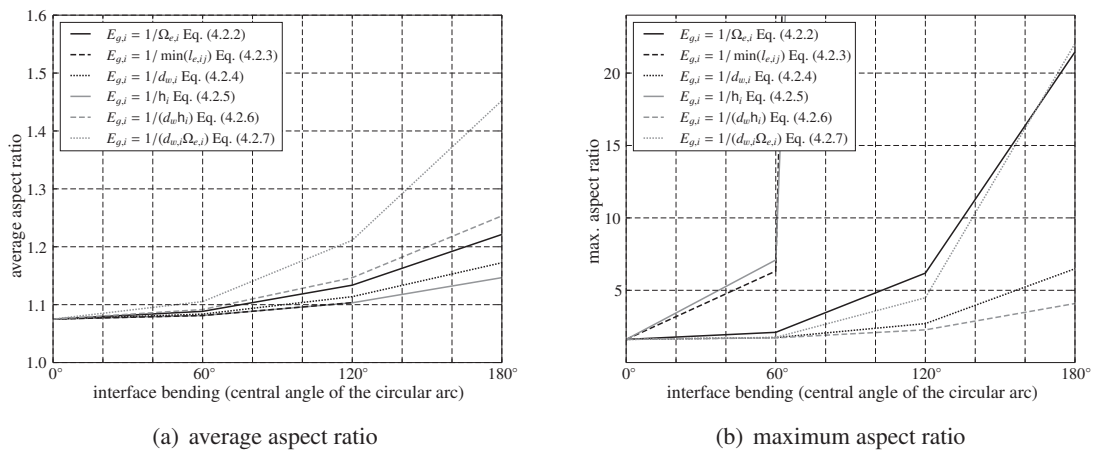 1.6
1.5
1.4
1.3
1.2
1.1
1.0
average aspect ratio
E_{g,i} = 1/Ω_{e,i} Eq. (4.2.2)
E_{g,i} = 1/ min(l_{e,ij}) Eq. (4.2.3)
E_{g,i} = 1/d_{w,i} Eq. (4.2.4)
E_{g,i} = 1/h_i Eq. (4.2.5)
E_{g,i} = 1/(d_w h_i) Eq. (4.2.6)
E_{g,i} = 1/(d_{w,i}Ω_{e,i}) Eq. (4.2.7)
0° 60° 120° 180°
interface bending (central angle of the circular arc)
(a) average aspect ratio
20
15
10
5
max. aspect ratio
E_{g,i} = 1/Ω_{e,i} Eq. (4.2.2)
E_{g,i} = 1/ min(l_{e,ij}) Eq. (4.2.3)
E_{g,i} = 1/d_{w,i} Eq. (4.2.4)
E_{g,i} = 1/h_i Eq. (4.2.5)
E_{g,i} = 1/(d_w h_i) Eq. (4.2.6)
E_{g,i} = 1/(d_{w,i}Ω_{e,i}) Eq. (4.2.7)
0° 60° 120° 180°
interface bending (central angle of the circular arc)
(b) maximum aspect ratio